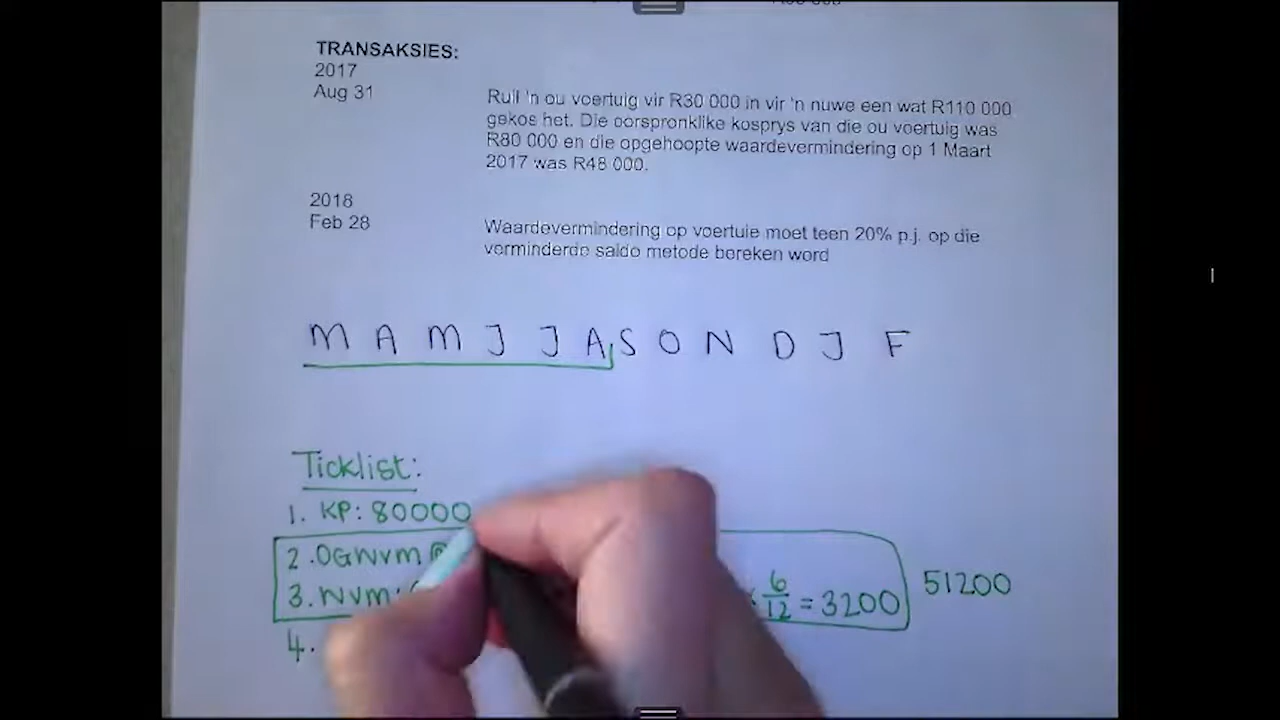 TRANSAKSIES:
2017
Aug 31
Ruil 'n ou voertuig vir R30 000 in vir 'n nuwe een wat R110 000
gekos het. Die oorspronklike kosprys van die ou voertuig was
R80 000 en die opgehoopte waardevermindering op 1 Maart
2017 was R48 000.
2018
Feb 28
Waardevermindering op voertuie moet teen 20% p.j. op die
verminderde saldo metode bereken word
M A M J J A S O N D J F
Ticklist:
1. KP: 80000
2. OGWVM @
3. WVM: × 6/12 = 3200 51200
4.